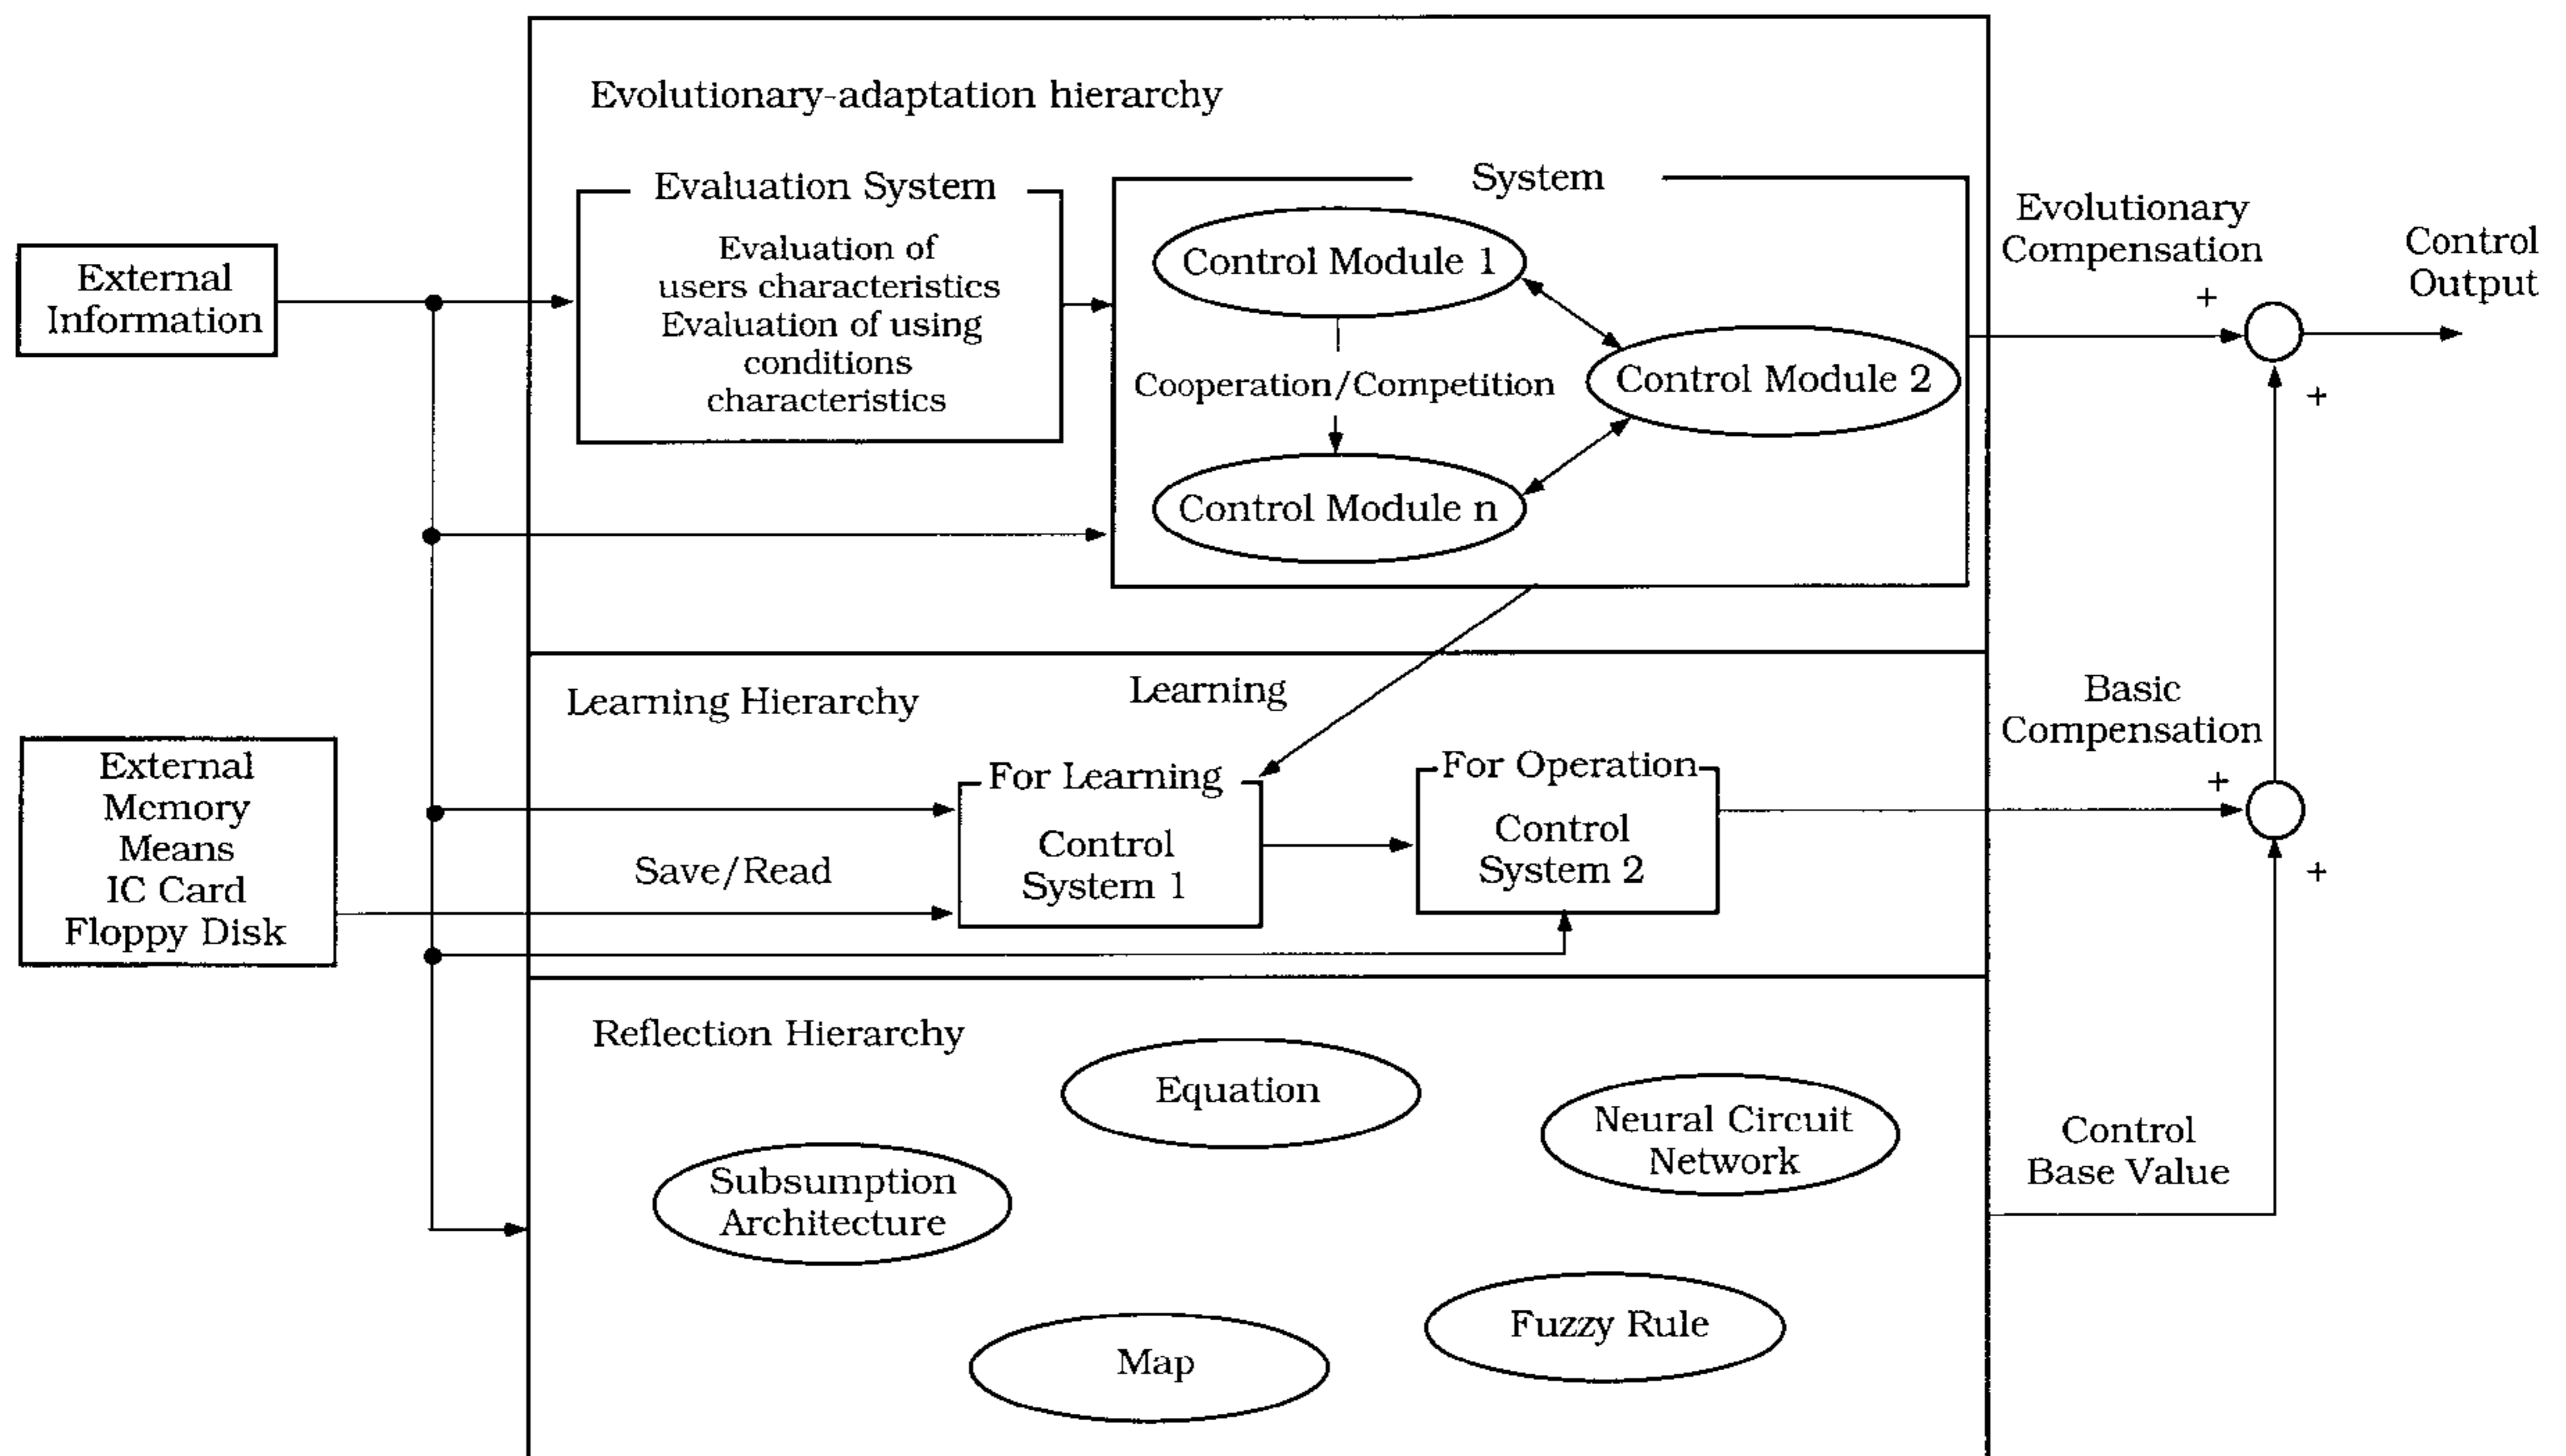 Evolutionary-adaptation hierarchy
Evaluation System
Evaluation of
users characteristics
Evaluation of using
conditions
characteristics
System
Control Module 1
Cooperation/Competition
Control Module 2
Control Module n
External
Information
Evolutionary
Compensation
+
+
Control
Output
Learning Hierarchy
Learning
External
Mcmory
Means
IC Card
Floppy Disk
Save/Read
For Learning
Control
System 1
For Operation
Control
System 2
Basic
Compensation
+
+
Reflection Hierarchy
Equation
Neural Circuit
Network
Subsumption
Architecture
Fuzzy Rule
Map
Control
Base Value